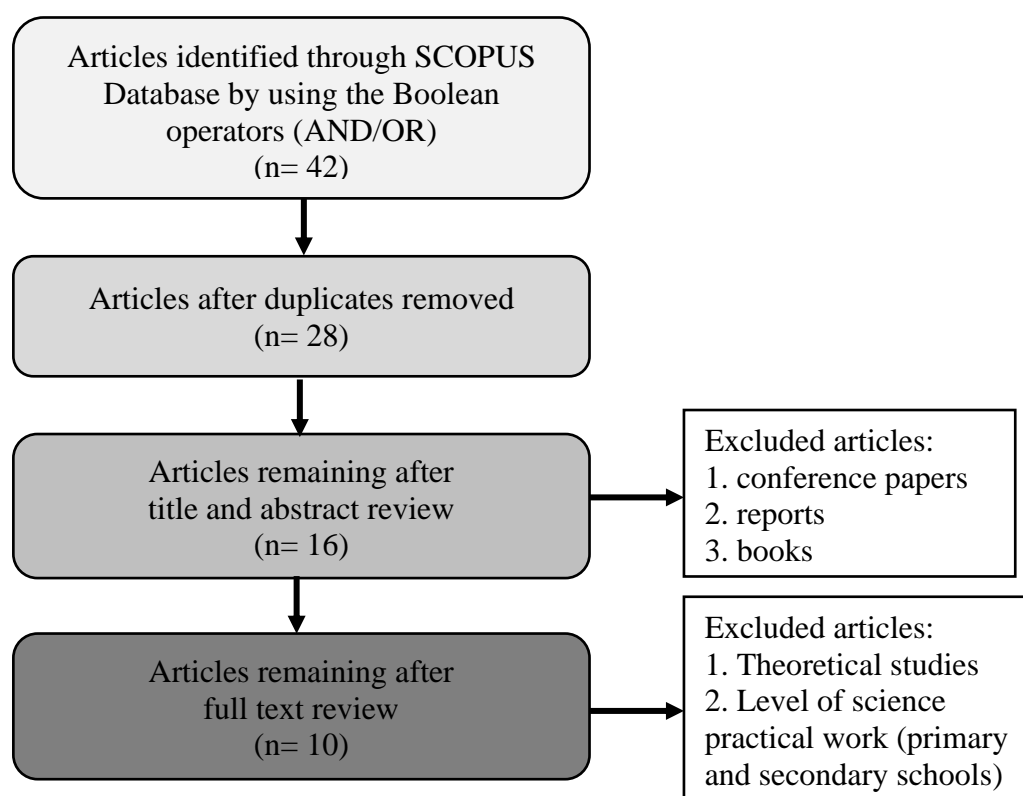 Articles identified through SCOPUS
Database by using the Boolean
operators (AND/OR)
(n= 42)
Articles after duplicates removed
(n= 28)
Articles remaining after
title and abstract review
(n= 16)
Excluded articles:
1. conference papers
2. reports
3. books
Articles remaining after
full text review
(n= 10)
Excluded articles:
1. Theoretical studies
2. Level of science
practical work (primary
and secondary schools)